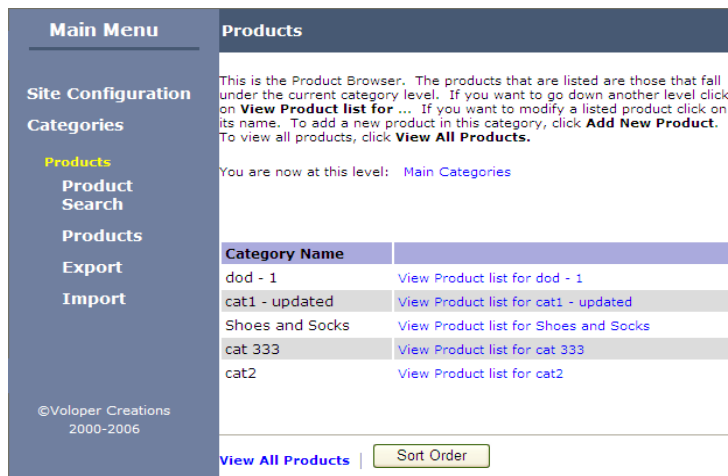 Main Menu
Site Configuration
Categories
Products
Product
Search
Products
Export
Import
©Voloper Creations
2000-2006
Products
This is the Product Browser. The products that are listed are those that fall
under the current category level. If you want to go down another level click
on View Product list for ... If you want to modify a listed product click on
its name. To add a new product in this category, click Add New Product.
To view all products, click View All Products.
You are now at this level: Main Categories
Category Name
dod - 1 View Product list for dod - 1
cat1 - updated View Product list for cat1 - updated
Shoes and Socks View Product list for Shoes and Socks
cat 333 View Product list for cat 333
cat2 View Product list for cat2
View All Products | Sort Order